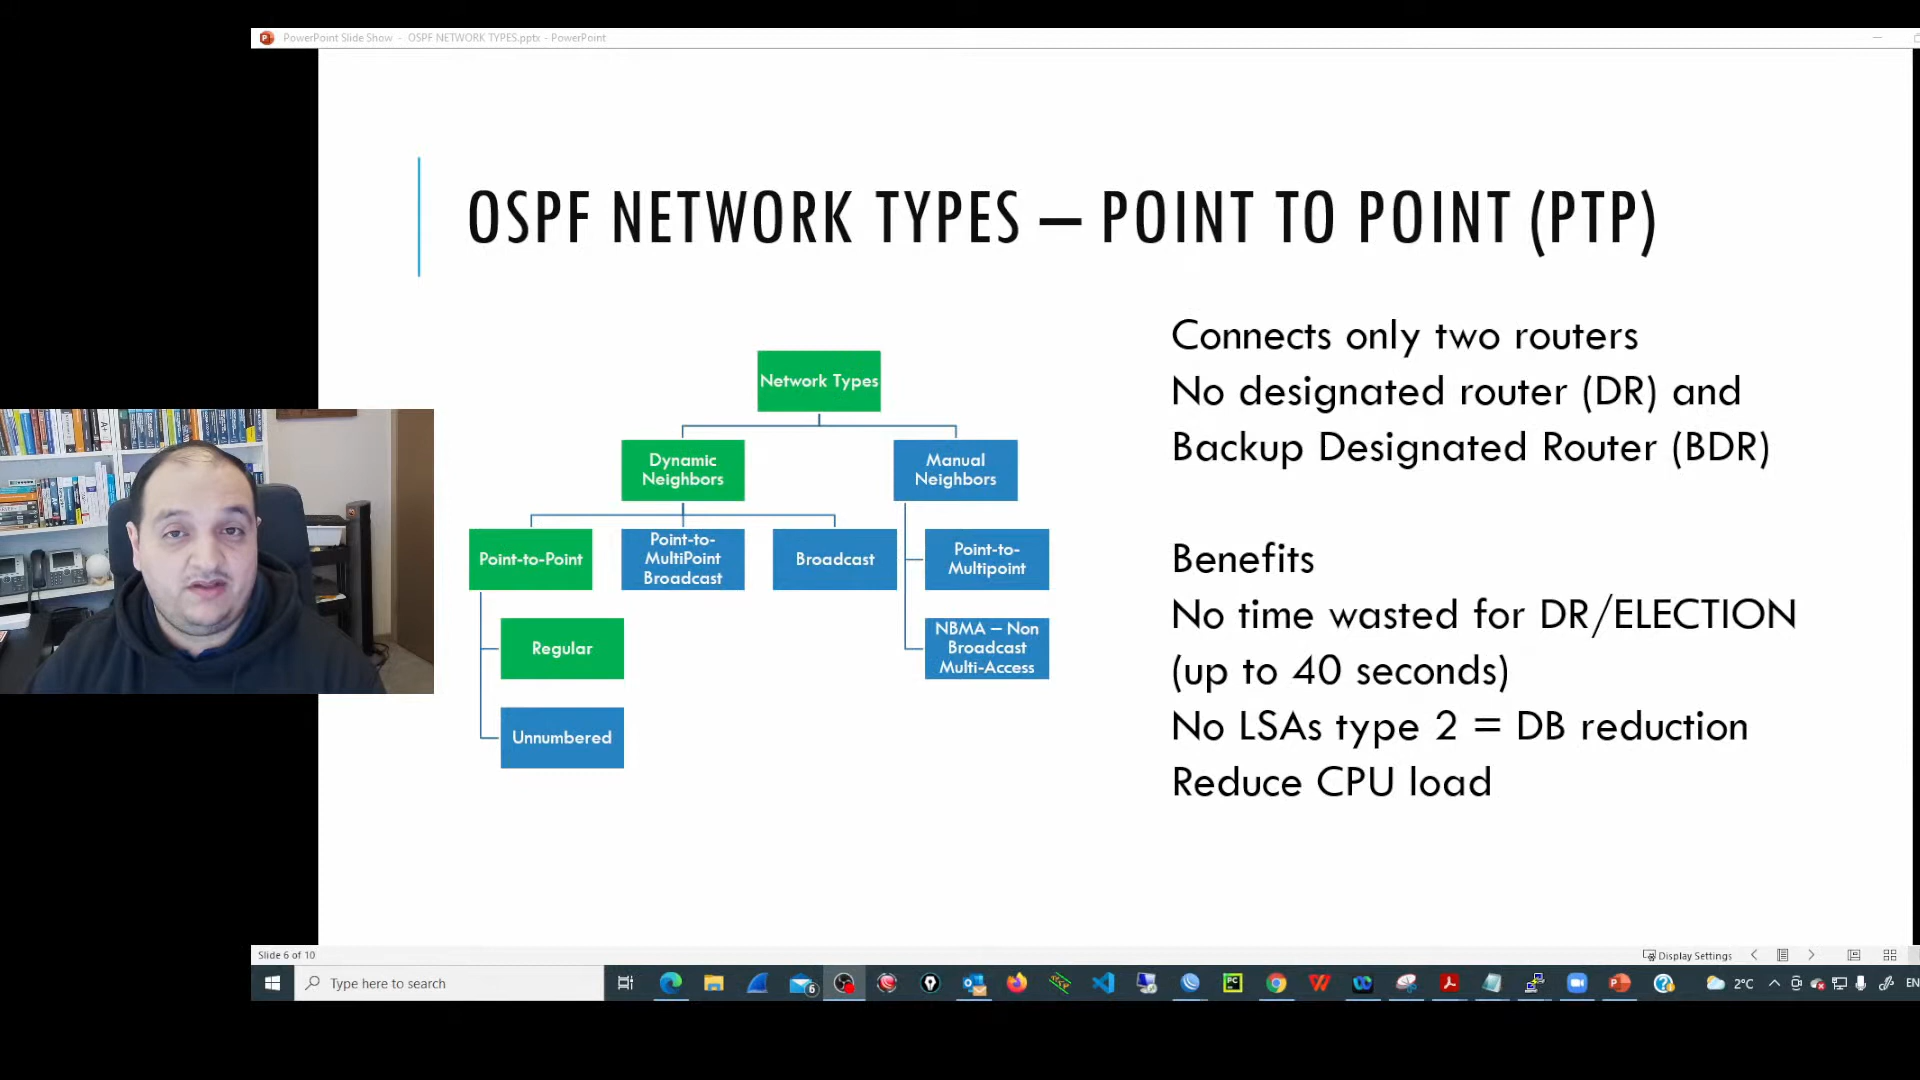 PowerPoint Slide Show - OSPF NETWORK TYPES.pptx - PowerPoint
OSPF NETWORK TYPES – POINT TO POINT (PTP)
Network Types
Dynamic
Neighbors
Manual
Neighbors
Point-to-Point
Point-to-
MultiPoint
Broadcast
Broadcast
Point-to-
Multipoint
Regular
NBMA – Non
Broadcast
Multi-Access
Unnumbered
Connects only two routers
No designated router (DR) and
Backup Designated Router (BDR)
Benefits
No time wasted for DR/ELECTION
(up to 40 seconds)
No LSAs type 2 = DB reduction
Reduce CPU load
Slide 6 of 10
Display Settings
Type here to search
6
PC
2°C
EN